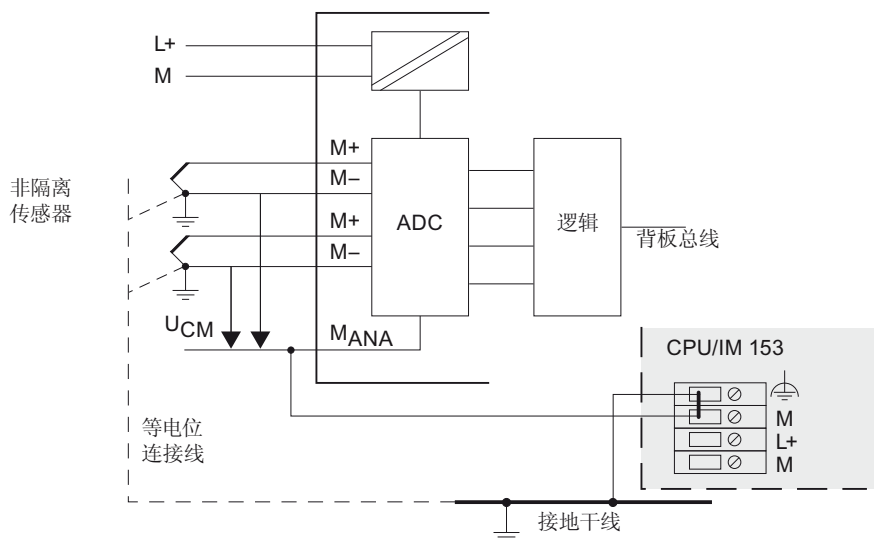 L+
M
M+
M−
M+
M−
非隔离
传感器
ADC
逻辑
背板总线
UCM
MANA
CPU/IM 153
M
L+
M
等电位
连接线
接地干线